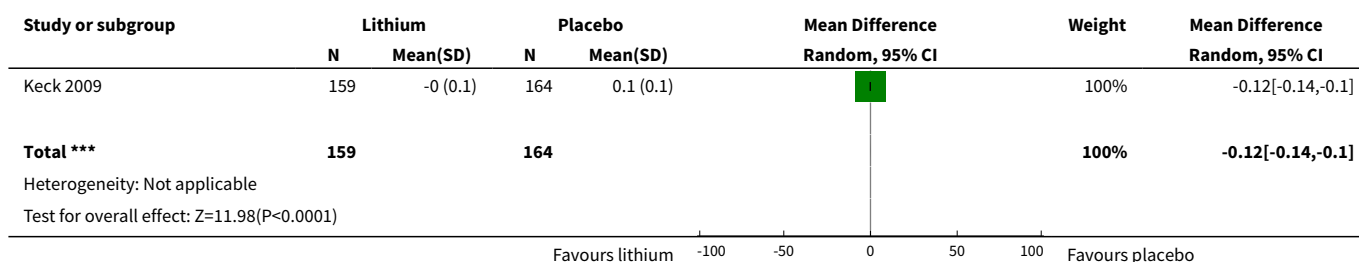 Study or subgroup Lithium Placebo Mean Difference Weight Mean Difference
N Mean(SD) N Mean(SD) Random, 95% CI Random, 95% CI
Keck 2009 159 -0 (0.1) 164 0.1 (0.1) 100% -0.12[-0.14,-0.1]
Total *** 159 164 100% -0.12[-0.14,-0.1]
Heterogeneity: Not applicable
Test for overall effect: Z=11.98(P<0.0001)
Favours lithium -100 -50 0 50 100 Favours placebo